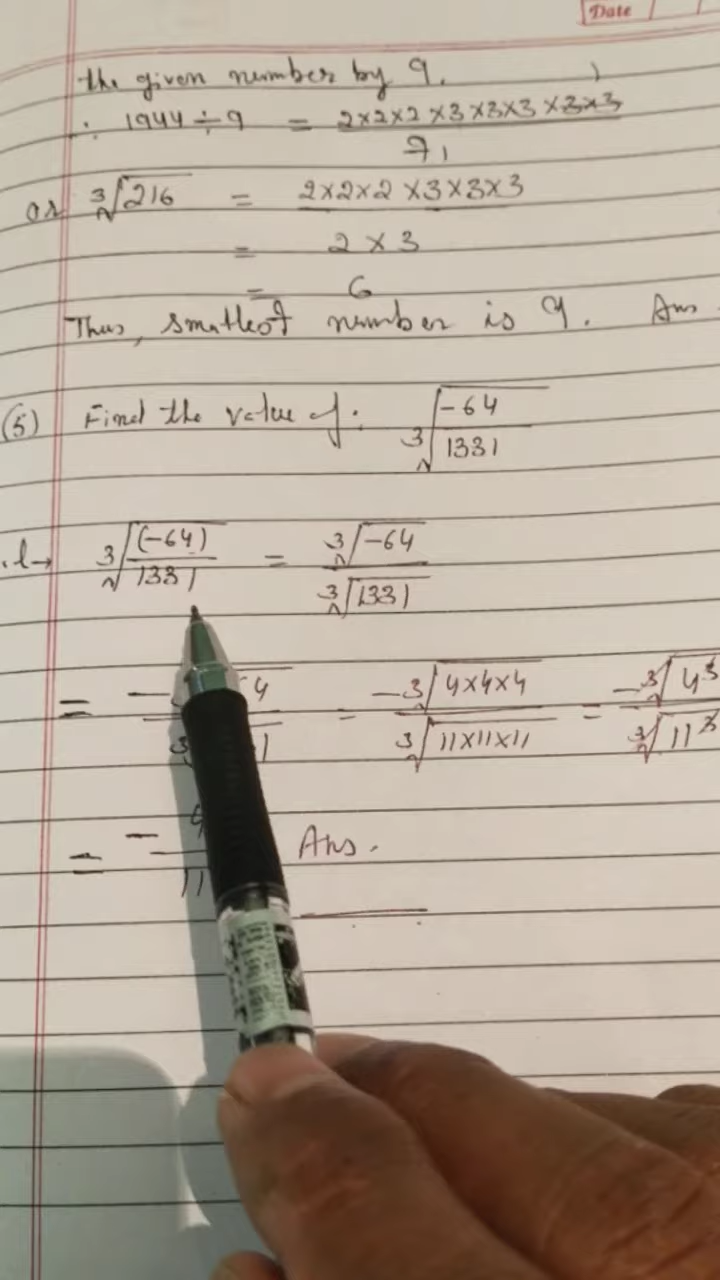 Date
the given number by 9.
∴ 1944 ÷ 9 = 2×2×2×3×3×3×3×3
9
or ∛216 = 2×2×2×3×3×3
= 2 × 3
= 6
Thus, smallest number is 9. Ans
(5) Find the value of: ∛-64/1331
∛(-64)/1331 = ∛-64/∛1331
= -∛4×4×4/∛11×11×11 = -∛4³/∛11³
= - 11 Ans.